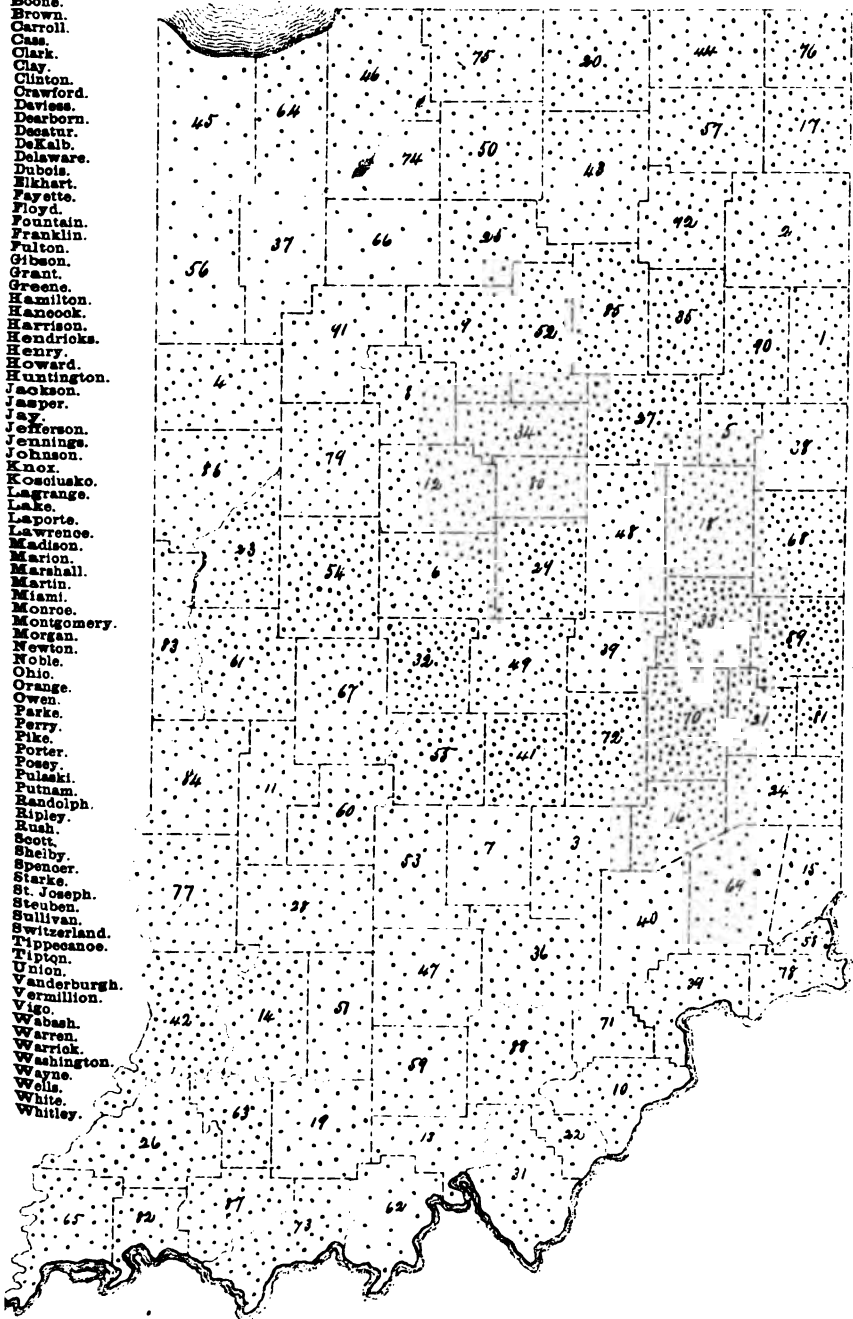 Boone.
Brown.
Carroll.
Cass.
Clark.
Clay.
Clinton.
Crawford.
Daviess.
Dearborn.
Decatur.
DeKalb.
Delaware.
Dubois.
Elkhart.
Fayette.
Floyd.
Fountain.
Franklin.
Fulton.
Gibson.
Grant.
Greene.
Hamilton.
Hancock.
Harrison.
Hendricks.
Henry.
Howard.
Huntington.
Jackson.
Jasper.
Jay.
Jefferson.
Jennings.
Johnson.
Knox.
Kosciusko.
Lagrange.
Lake.
Laporte.
Lawrence.
Madison.
Marion.
Marshall.
Martin.
Miami.
Monroe.
Montgomery.
Morgan.
Newton.
Noble.
Ohio.
Orange.
Owen.
Parke.
Perry.
Pike.
Porter.
Posey.
Pulaski.
Putnam.
Randolph.
Ripley.
Rush.
Scott.
Shelby.
Spencer.
Starke.
St. Joseph.
Steuben.
Sullivan.
Switzerland.
Tippecanoe.
Tipton.
Union.
Vanderburgh.
Vermillion.
Vigo.
Wabash.
Warren.
Warrick.
Washington.
Wayne.
Wells.
White.
Whitley.
46 75 20 44 76
45 64 57 17
74 50 43
92 2
56 37 66 25
91 9 52 85 35 90 1
4 8
34 27 5 38
86 79 12 80 18
23 54 6 29 48 68
83 61 32 49 39 33 89
67 70 21 81
84 11 55 41 72 24
60 16
77 53 7 3 69 15
28 40 58
42 14 51 47 36 39 78
71
59 88 10
26 63 19 13 22
31
65 82 87 73 62